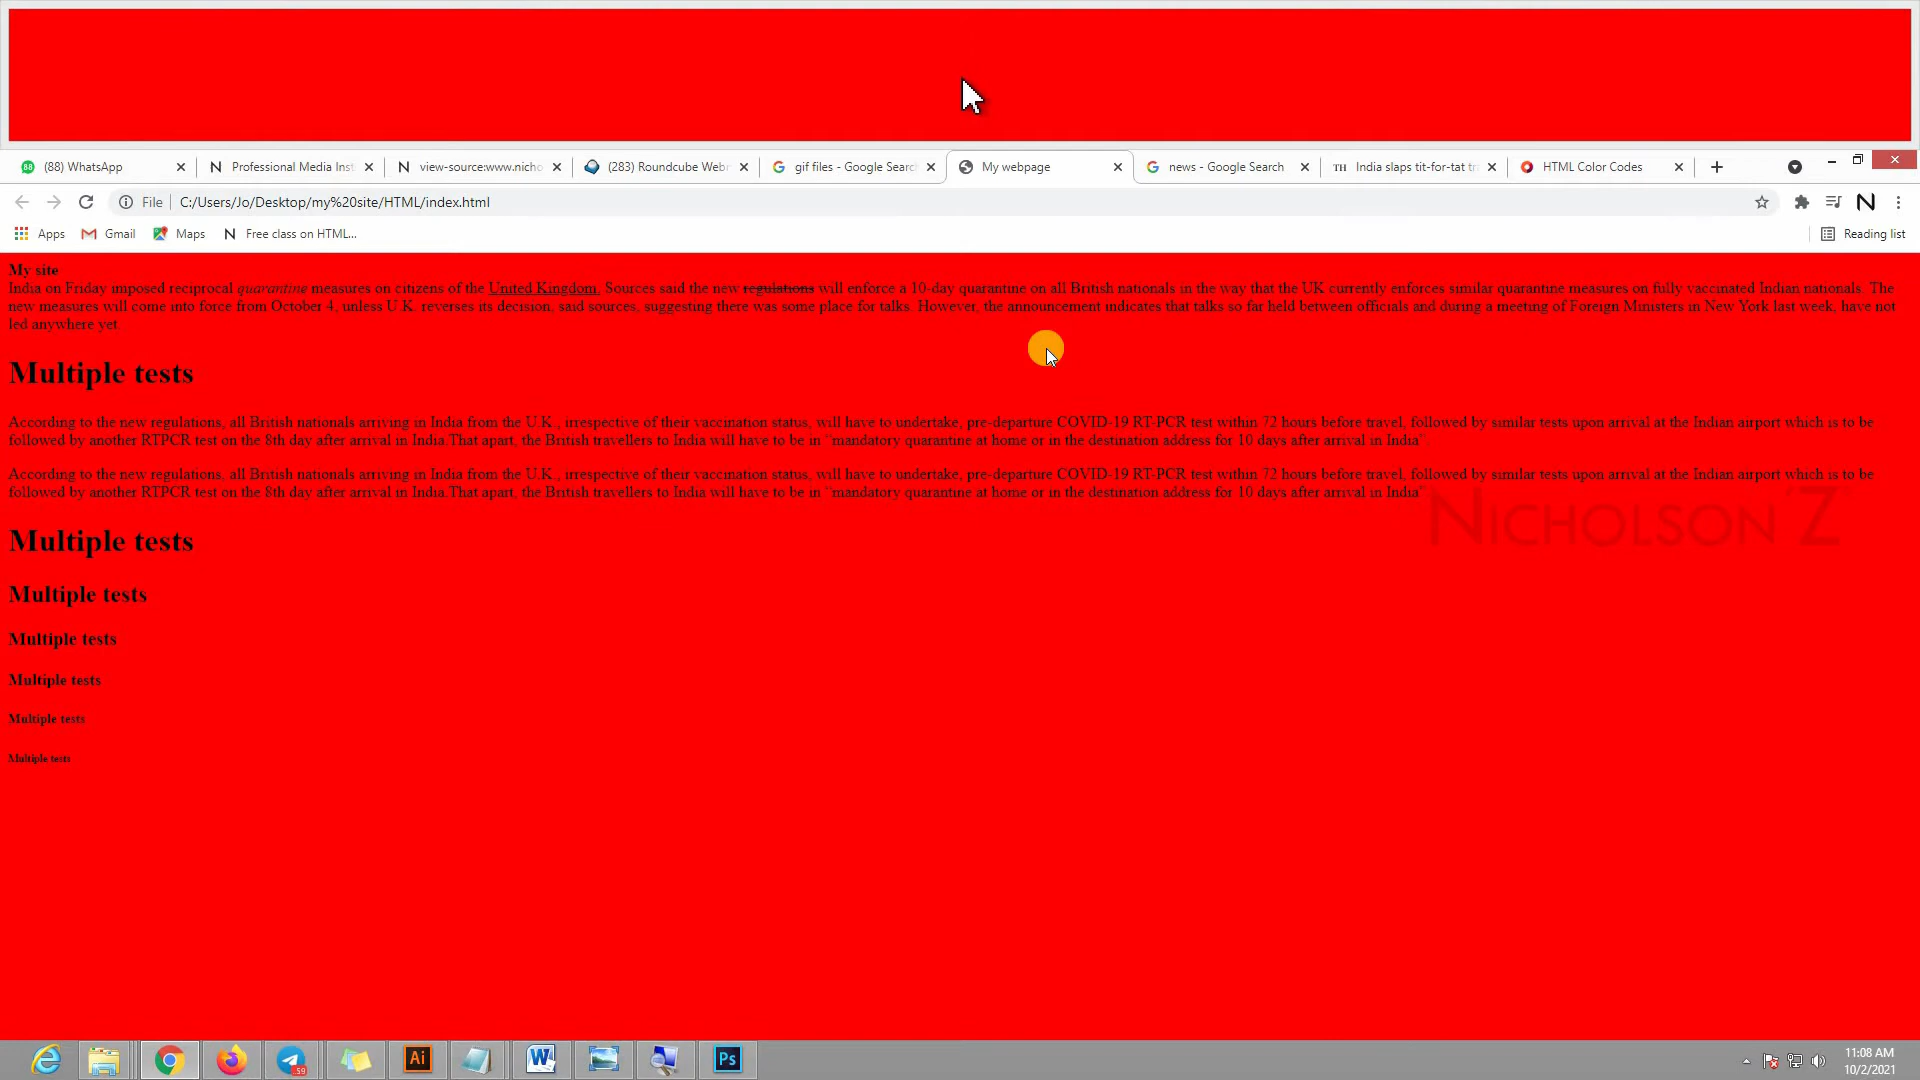 (88) WhatsApp
Professional Media Inst
view-source:www.nicho
(283) Roundcube Webm
gif files - Google Search
My webpage
news - Google Search
TH India slaps tit-for-tat tr
HTML Color Codes
File C:/Users/Jo/Desktop/my%20site/HTML/index.html
Apps Gmail Maps Free class on HTML... Reading list
My site
India on Friday imposed reciprocal quarantine measures on citizens of the United Kingdom. Sources said the new regulations will enforce a 10-day quarantine on all British nationals in the way that the UK currently enforces similar quarantine measures on fully vaccinated Indian nationals. The
new measures will come into force from October 4, unless U.K. reverses its decision, said sources, suggesting there was some place for talks. However, the announcement indicates that talks so far held between officials and during a meeting of Foreign Ministers in New York last week, have not
led anywhere yet.
Multiple tests
According to the new regulations, all British nationals arriving in India from the U.K., irrespective of their vaccination status, will have to undertake, pre-departure COVID-19 RT-PCR test within 72 hours before travel, followed by similar tests upon arrival at the Indian airport which is to be
followed by another RTPCR test on the 8th day after arrival in India.That apart, the British travellers to India will have to be in “mandatory quarantine at home or in the destination address for 10 days after arrival in India”.
According to the new regulations, all British nationals arriving in India from the U.K., irrespective of their vaccination status, will have to undertake, pre-departure COVID-19 RT-PCR test within 72 hours before travel, followed by similar tests upon arrival at the Indian airport which is to be
followed by another RTPCR test on the 8th day after arrival in India.That apart, the British travellers to India will have to be in “mandatory quarantine at home or in the destination address for 10 days after arrival in India”
NICHOLSON Z
Multiple tests
Multiple tests
Multiple tests
Multiple tests
Multiple tests
Multiple tests
59
Ai
W
Ps
11:08 AM
10/2/2021